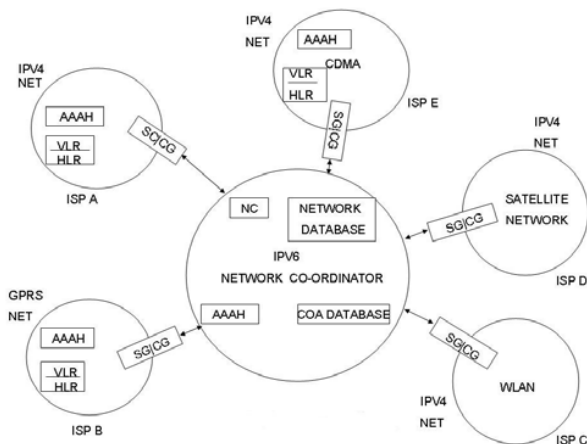 IPV4
NET
AAAH
VLR
HLR
SC|CG
ISP A
IPV4
NET
AAAH
CDMA
VLR
HLR
SG|CG
ISP E
IPV4
NET
SATELLITE
NETWORK
SG|CG
ISP D
NC
NETWORK
DATABASE
IPV6
NETWORK CO-ORDINATOR
AAAH
COA DATABASE
GPRS
NET
AAAH
VLR
HLR
SG|CG
ISP B
SG|CG
WLAN
IPV4
NET
ISP C